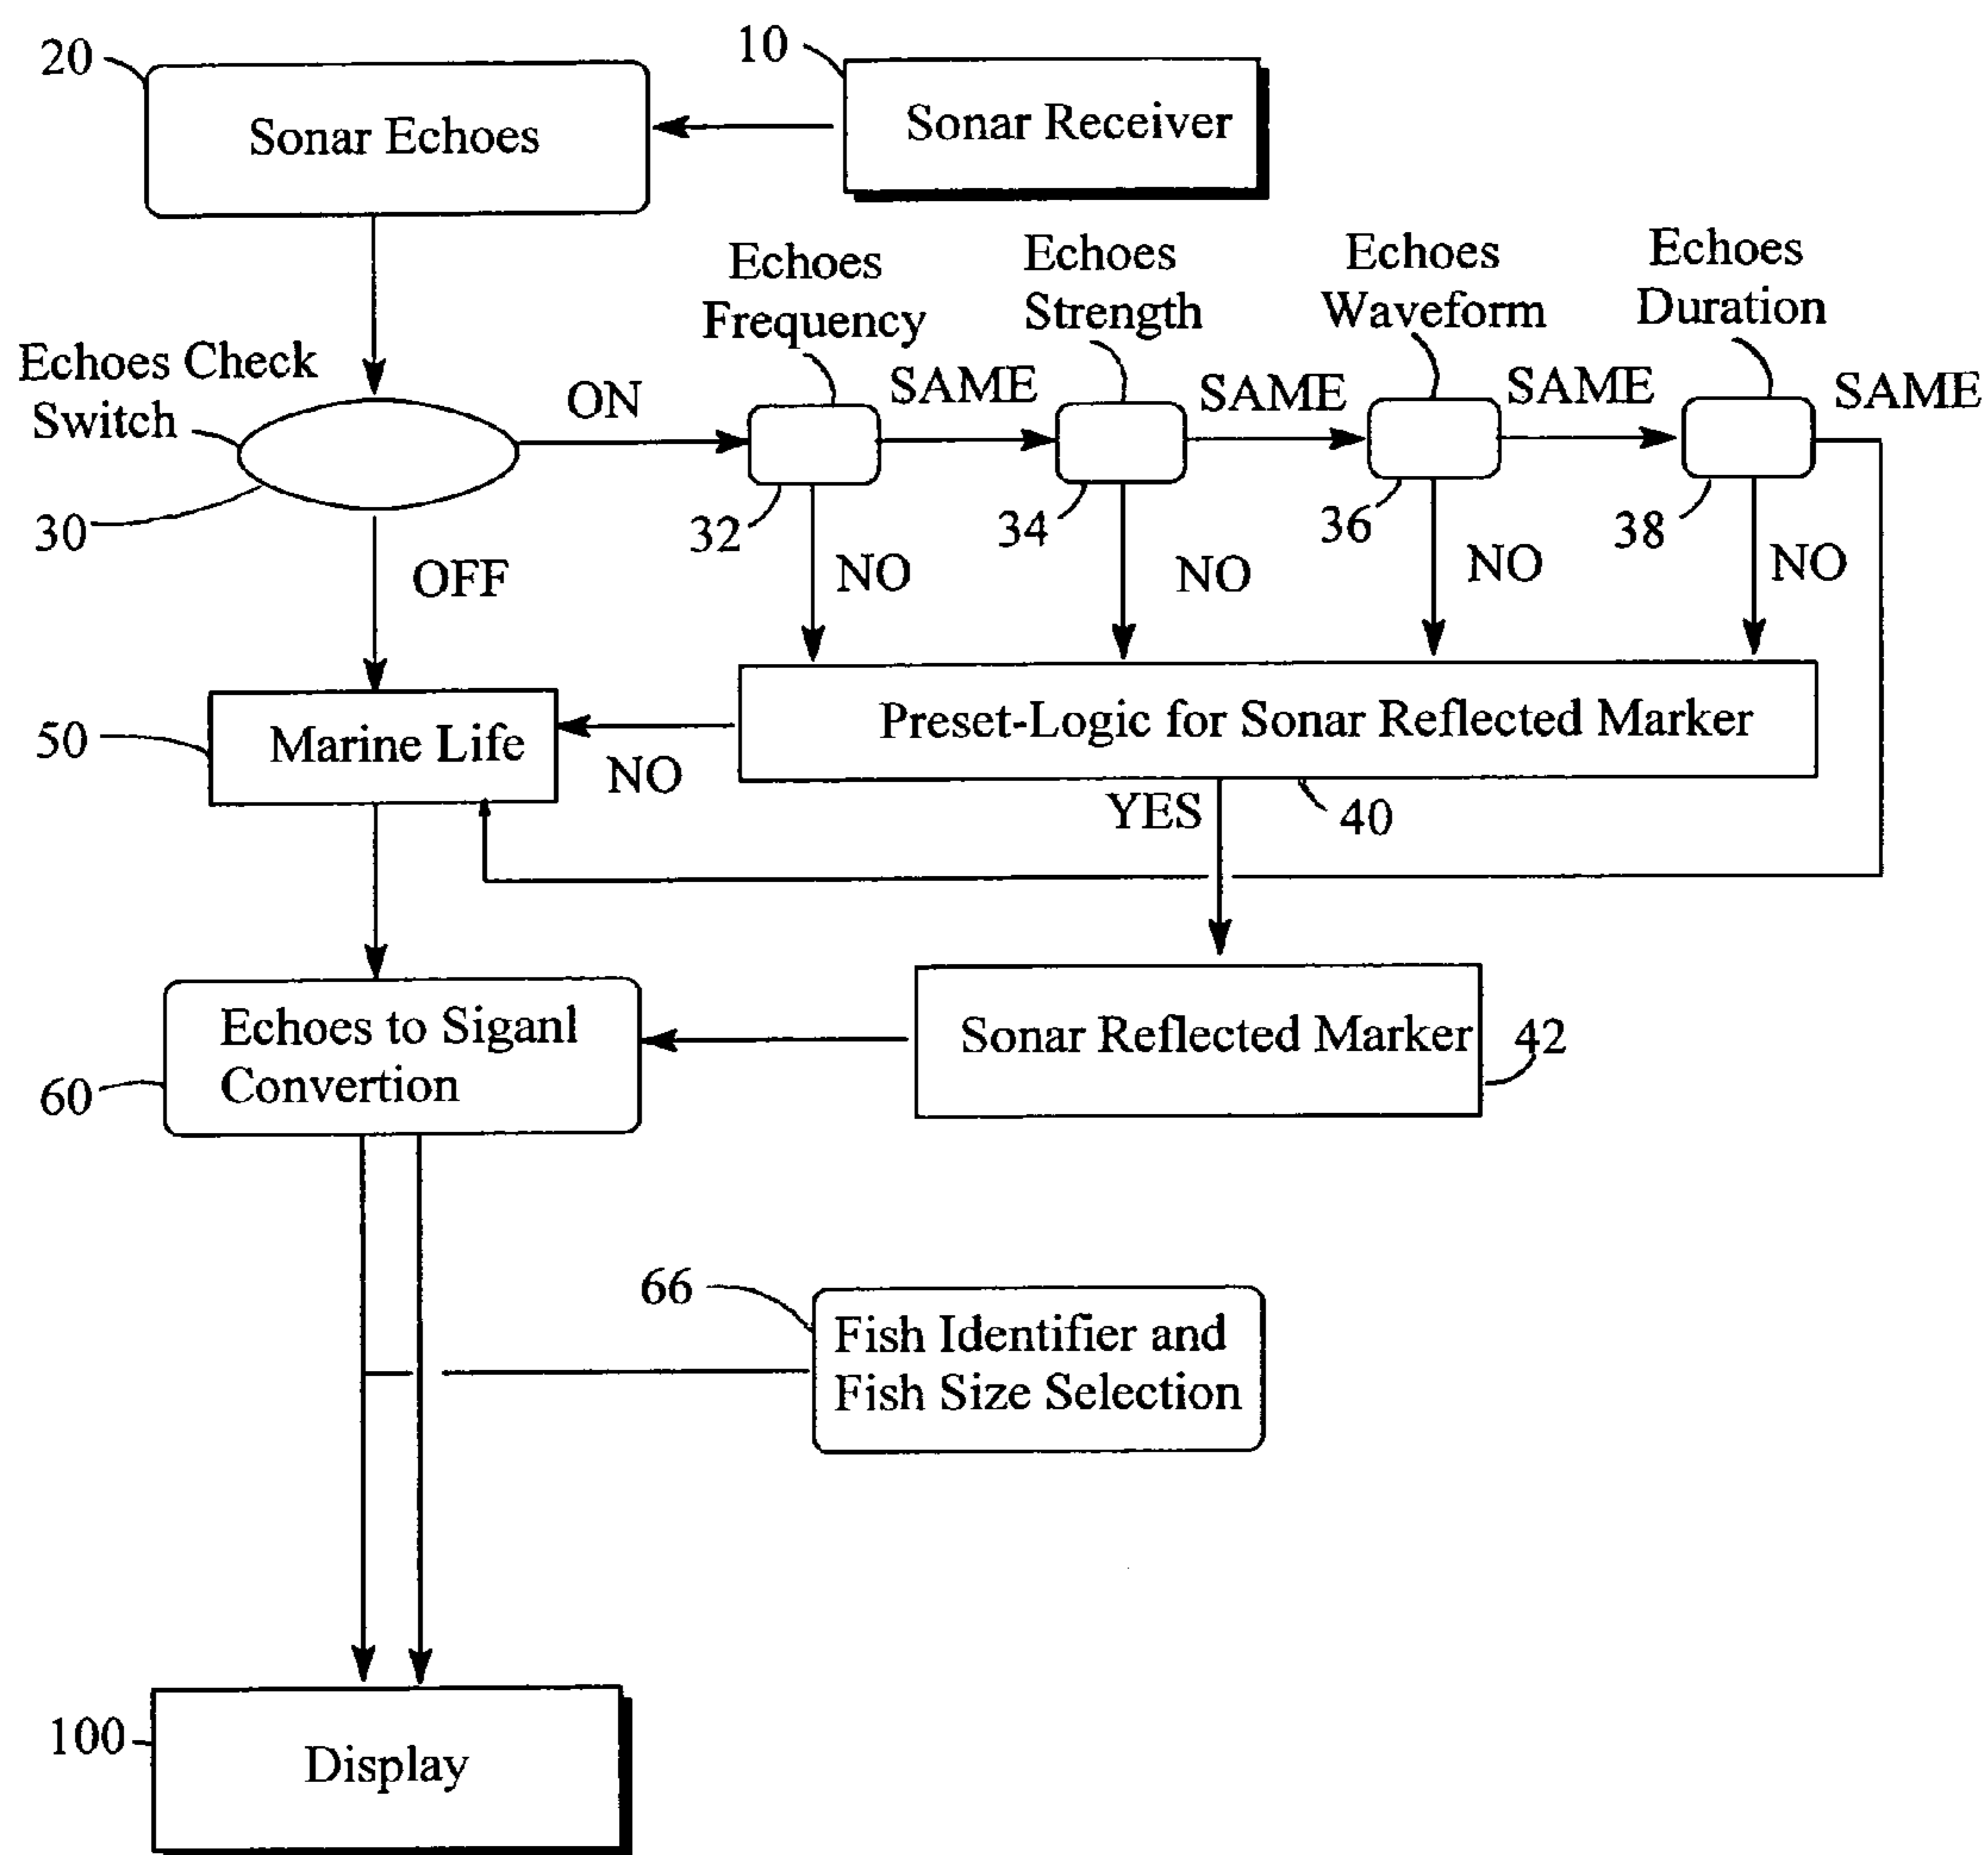 20
10
Sonar Echoes
Sonar Receiver
Echoes
Frequency
Echoes
Strength
Echoes
Waveform
Echoes
Duration
Echoes Check
Switch
ON
SAME
SAME
SAME
SAME
30
32
34
36
38
OFF
NO
NO
NO
NO
50
Marine Life
NO
Preset-Logic for Sonar Reflected Marker
YES
40
Echoes to Siganl
Convertion
60
Sonar Reflected Marker
42
66
Fish Identifier and
Fish Size Selection
100
Display